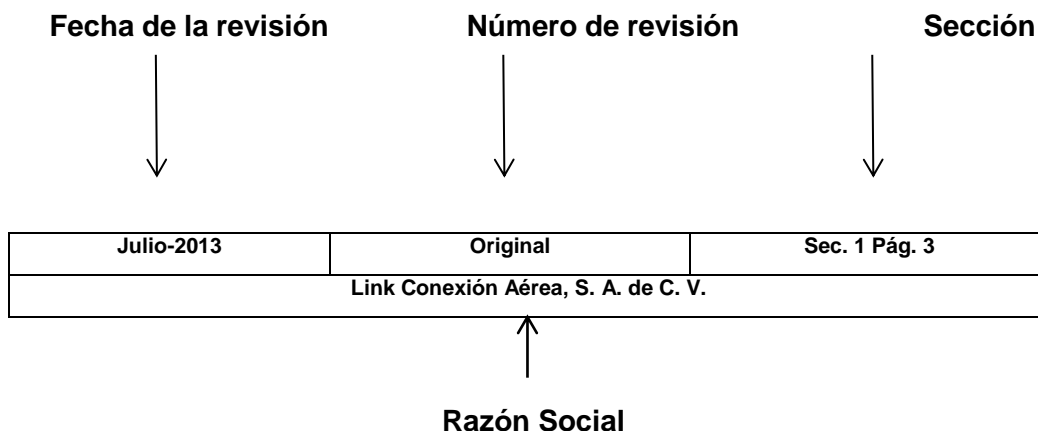 Fecha de la revisión Número de revisión Sección
Julio-2013 Original Sec. 1 Pág. 3
Link Conexión Aérea, S. A. de C. V.
Razón Social